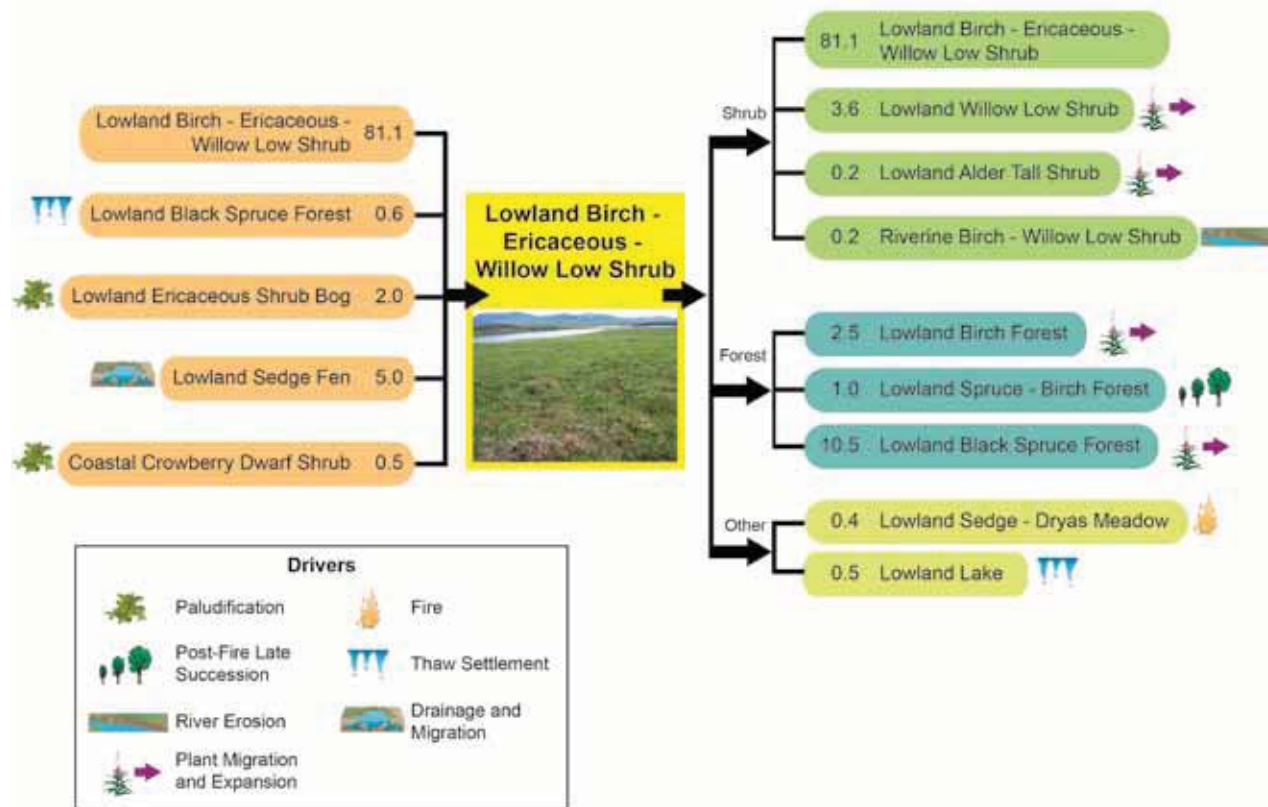 Lowland Birch - Ericaceous -
Willow Low Shrub 81.1
Lowland Black Spruce Forest 0.6
Lowland Ericaceous Shrub Bog 2.0
Lowland Sedge Fen 5.0
Coastal Crowberry Dwarf Shrub 0.5
Lowland Birch -
Ericaceous -
Willow Low Shrub
Shrub
81.1 Lowland Birch - Ericaceous -
Willow Low Shrub
3.6 Lowland Willow Low Shrub
0.2 Lowland Alder Tall Shrub
0.2 Riverine Birch - Willow Low Shrub
Forest
2.5 Lowland Birch Forest
1.0 Lowland Spruce - Birch Forest
10.5 Lowland Black Spruce Forest
Other
0.4 Lowland Sedge - Dryas Meadow
0.5 Lowland Lake
Drivers
Paludification
Post-Fire Late
Succession
River Erosion
Plant Migration
and Expansion
Fire
Thaw Settlement
Drainage and
Migration